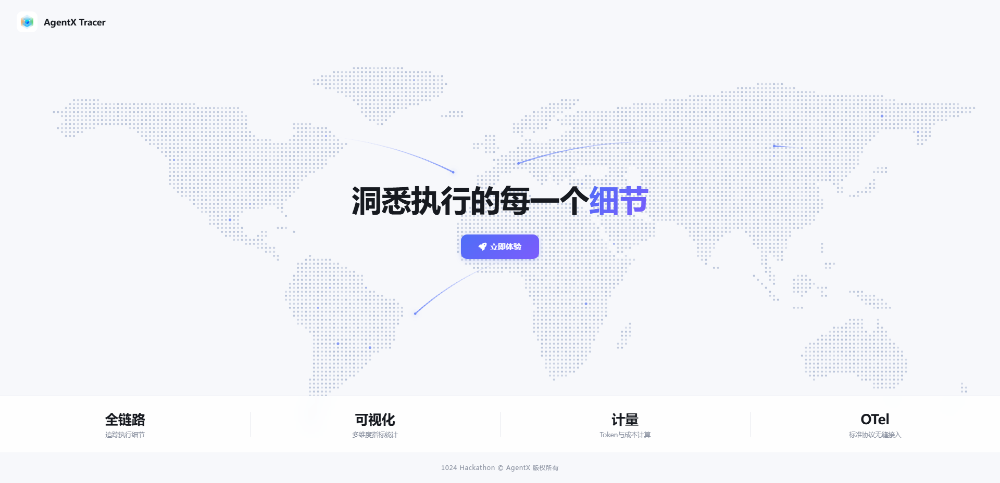 AgentX Tracer
洞悉执行的每一个细节
立即体验
全链路
追踪执行细节
可视化
多维度指标统计
计量
Token与成本计算
OTel
标准协议无缝接入
1024 Hackathon © AgentX 版权所有